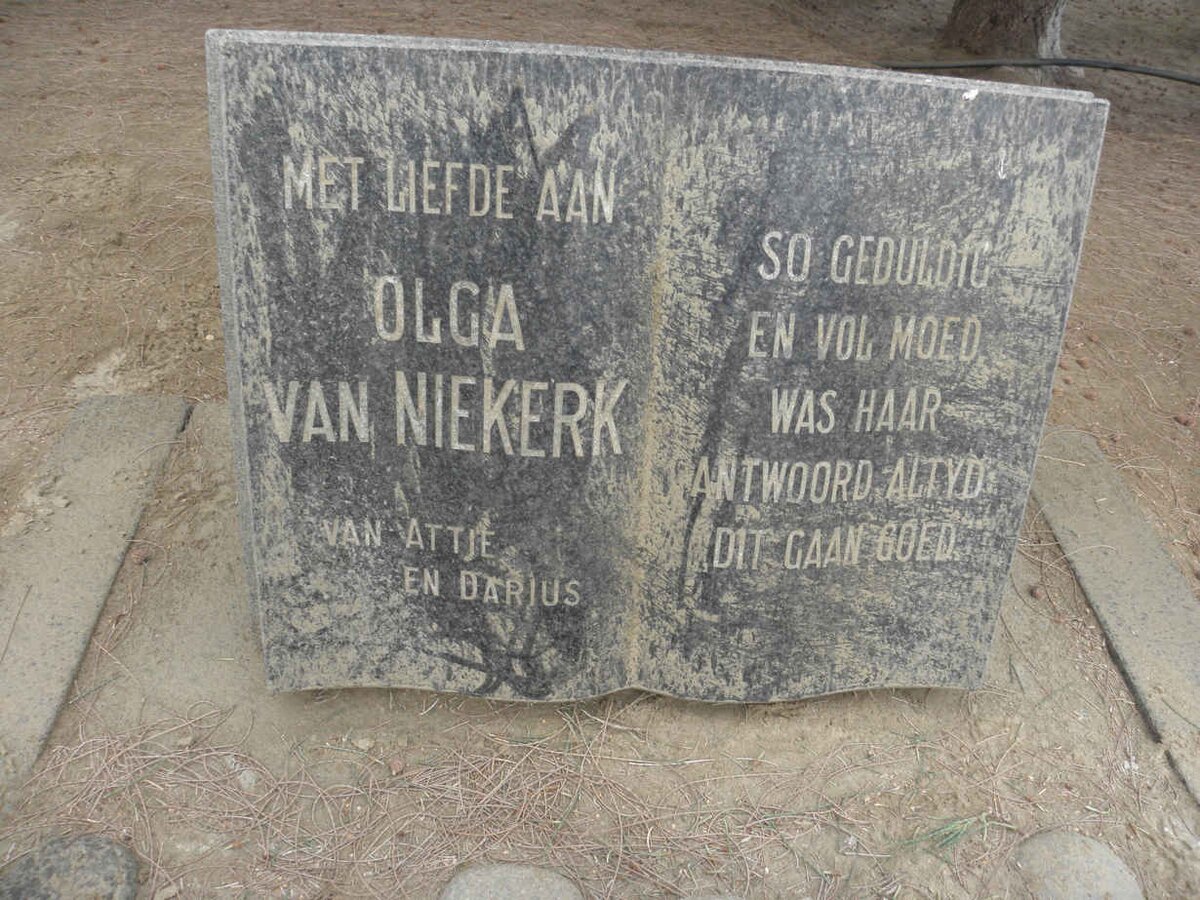 MET LIEFDE AAN
OLGA
VAN NIEKERK
VAN ATTJE
EN DARIUS
SO GEDULDIG
EN VOL MOED
WAS HAAR
ANTWOORD ALTYD
DIT GAAN GOED.